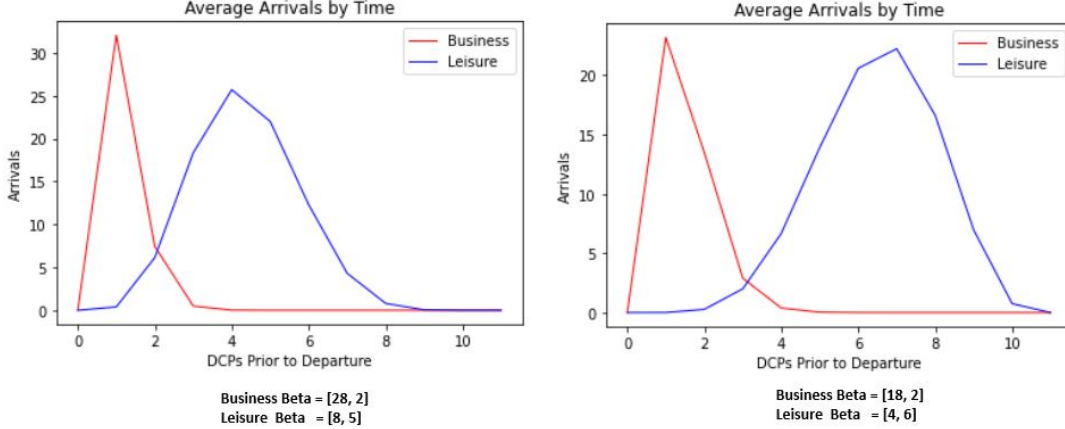 Average Arrivals by Time
Business
Leisure
Arrivals
30
25
20
15
10
5
0
0 2 4 6 8 10
DCPs Prior to Departure
Business Beta = [28, 2]
Leisure Beta = [8, 5]
Average Arrivals by Time
Business
Leisure
Arrivals
20
15
10
5
0
0 2 4 6 8 10
DCPs Prior to Departure
Business Beta = [18, 2]
Leisure Beta = [4, 6]